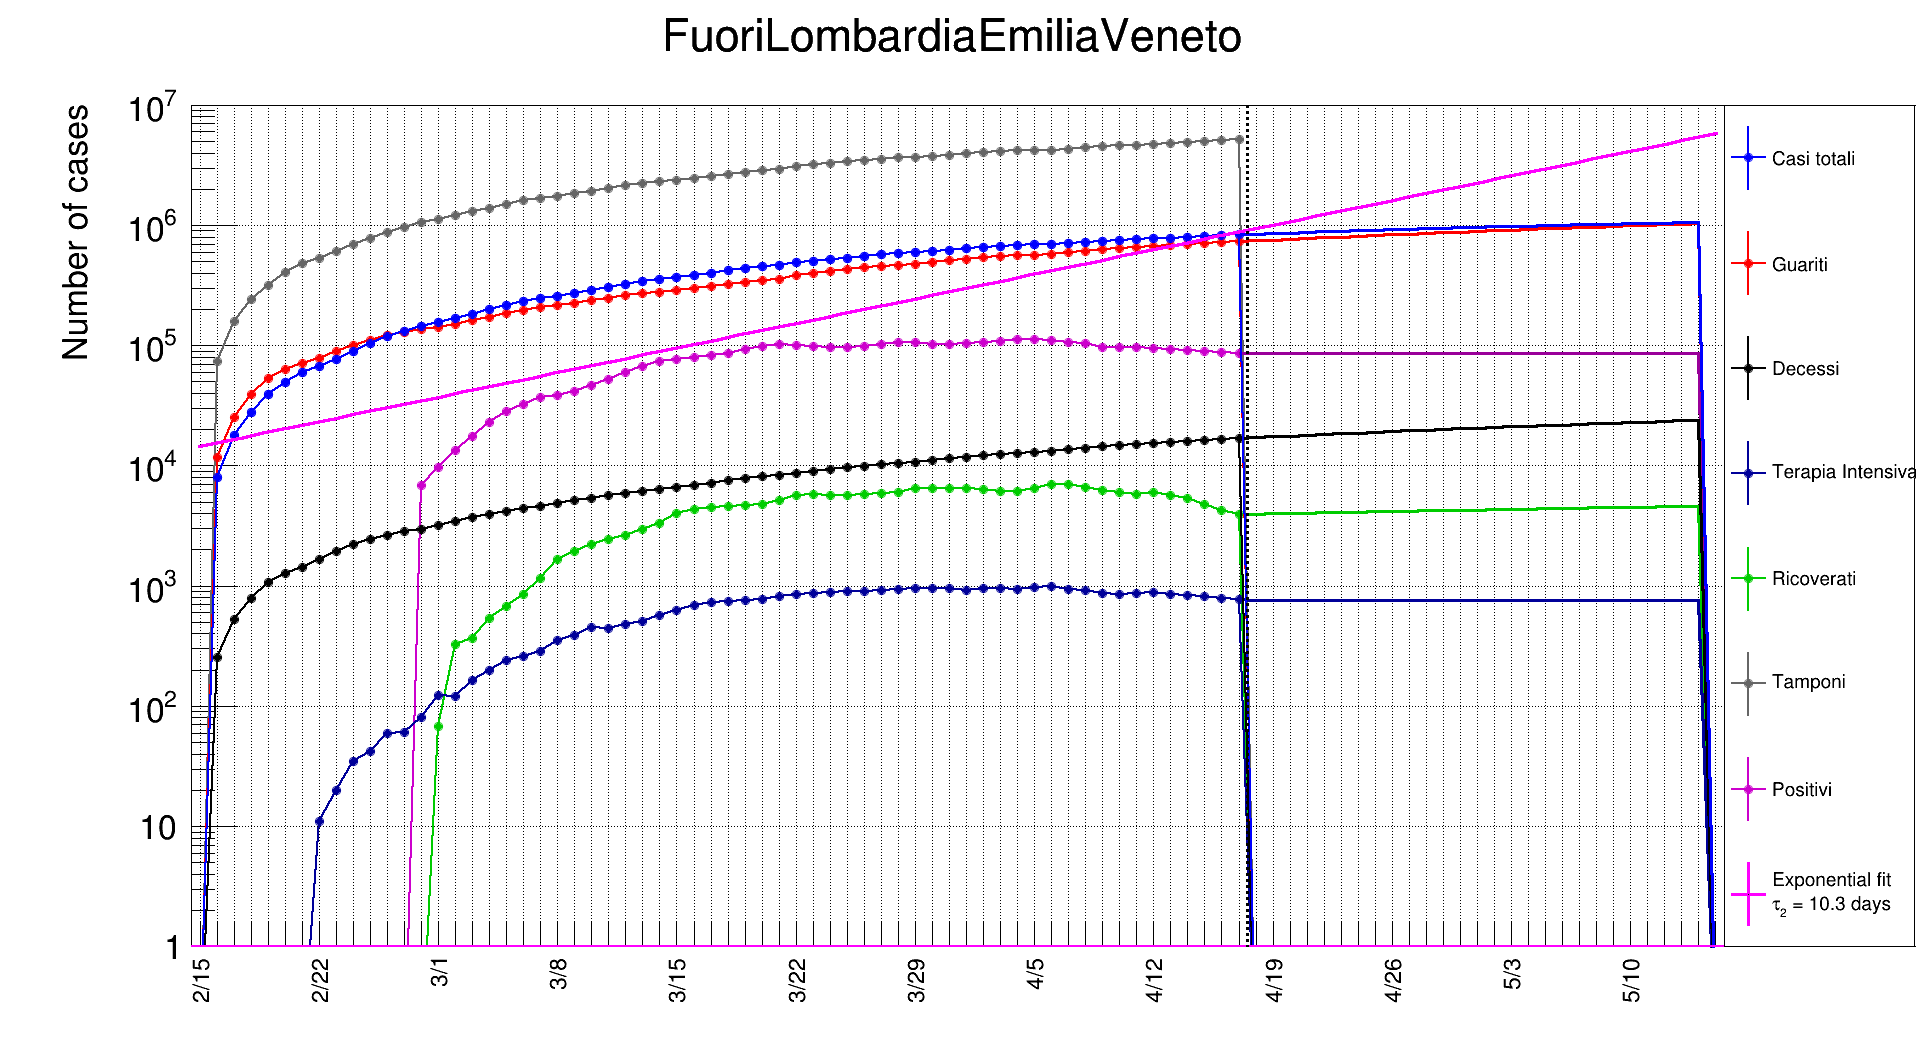 FuoriLombardiaEmiliaVeneto
Number of cases
10^7
10^6
10^5
10^4
10^3
10^2
10
1
2/15 2/22 3/1 3/8 3/15 3/22 3/29 4/5 4/12 4/19 4/26 5/3 5/10
Casi totali
Guariti
Decessi
Terapia Intensiva
Ricoverati
Tamponi
Positivi
Exponential fit
τ₂ = 10.3 days